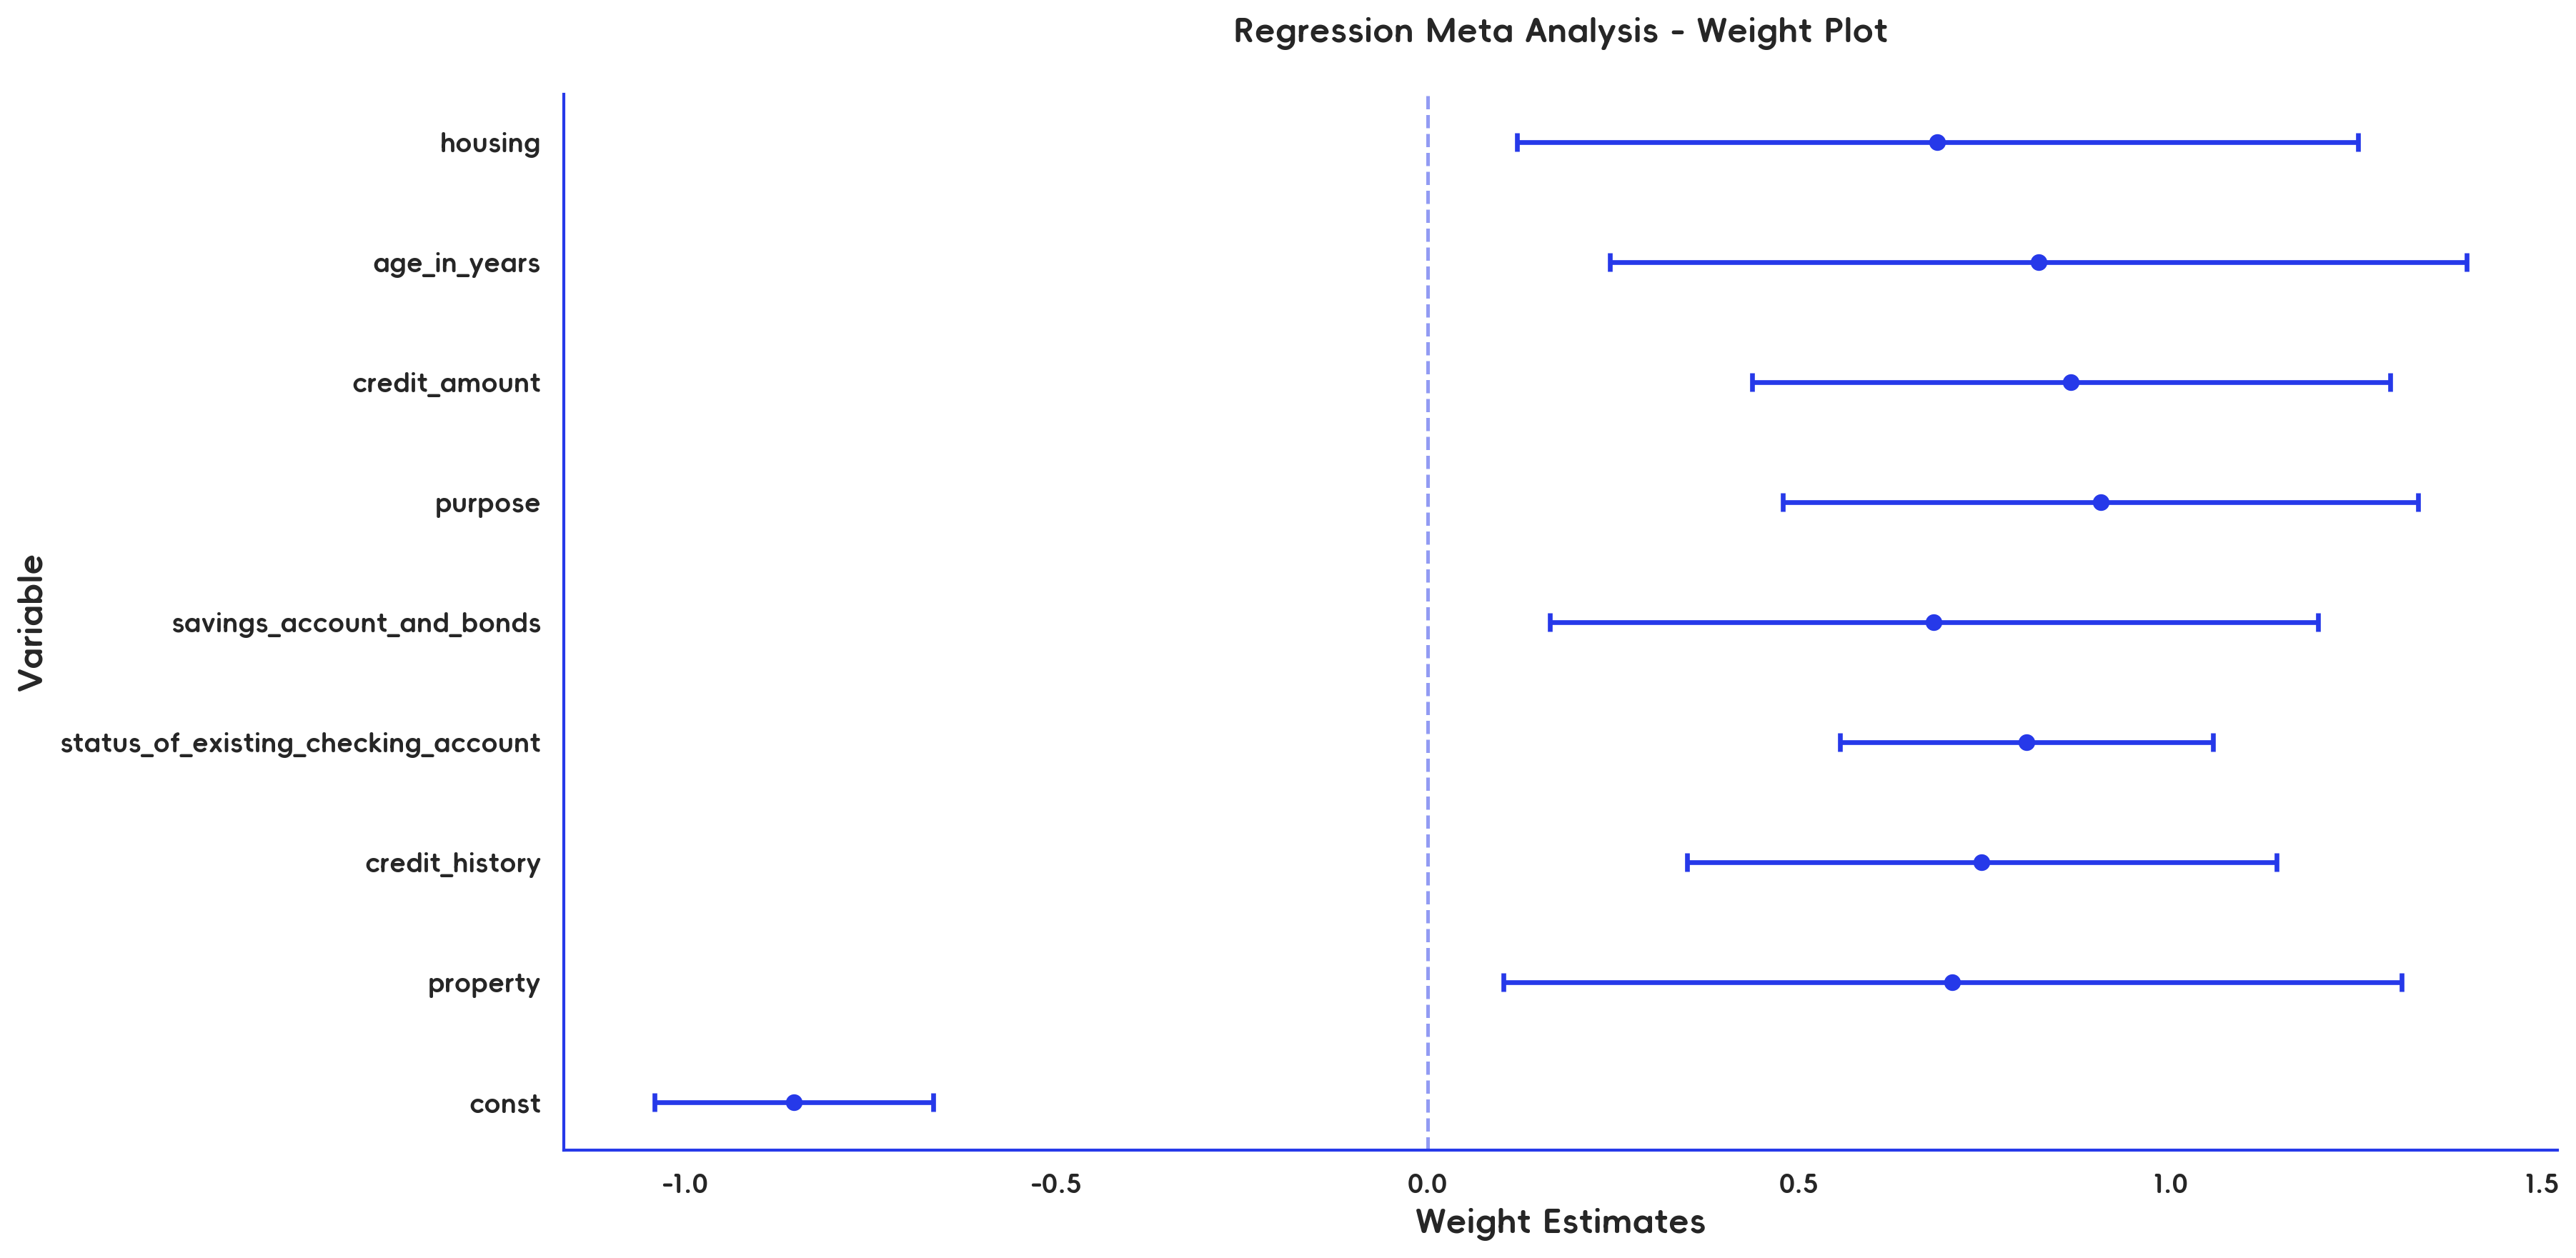 Regression Meta Analysis - Weight Plot
housing
age_in_years
credit_amount
purpose
savings_account_and_bonds
status_of_existing_checking_account
credit_history
property
const
Variable
-1.0 -0.5 0.0 0.5 1.0 1.5
Weight Estimates